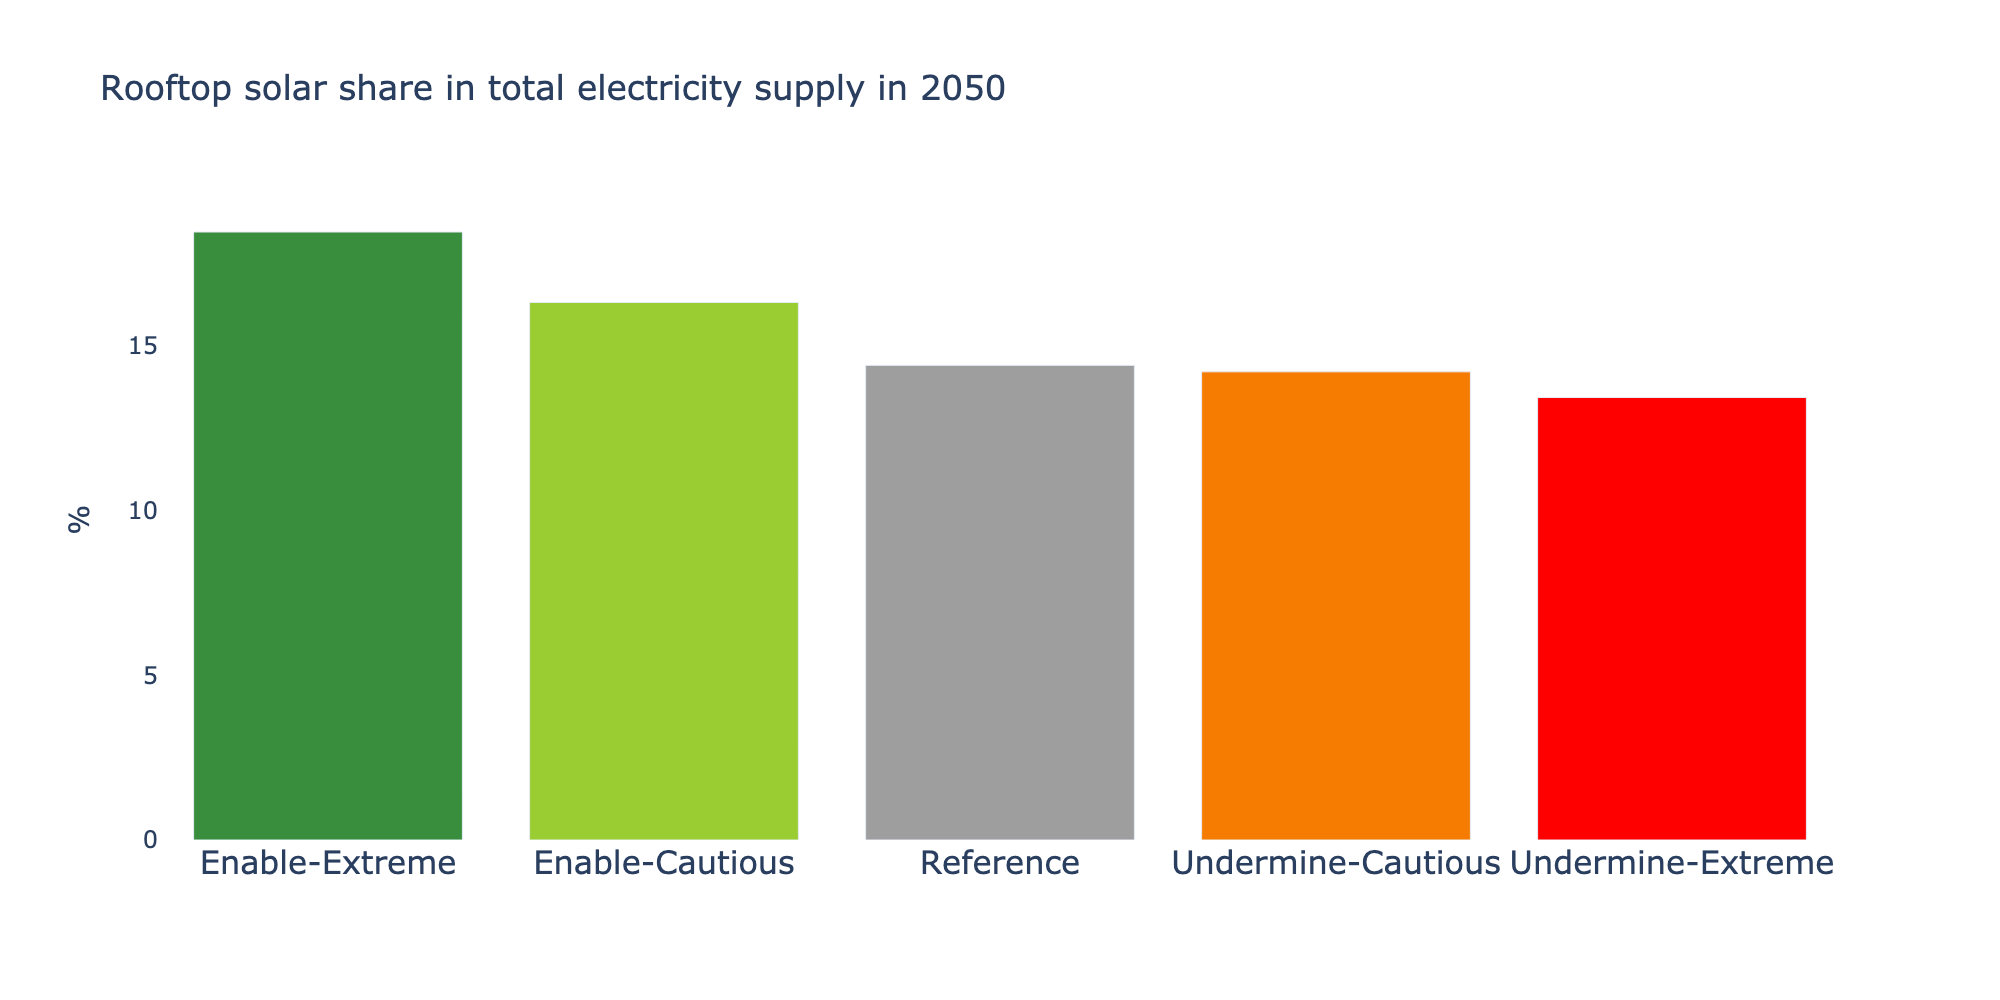 Rooftop solar share in total electricity supply in 2050
%
15
10
5
0
Enable-Extreme
Enable-Cautious
Reference
Undermine-Cautious
Undermine-Extreme